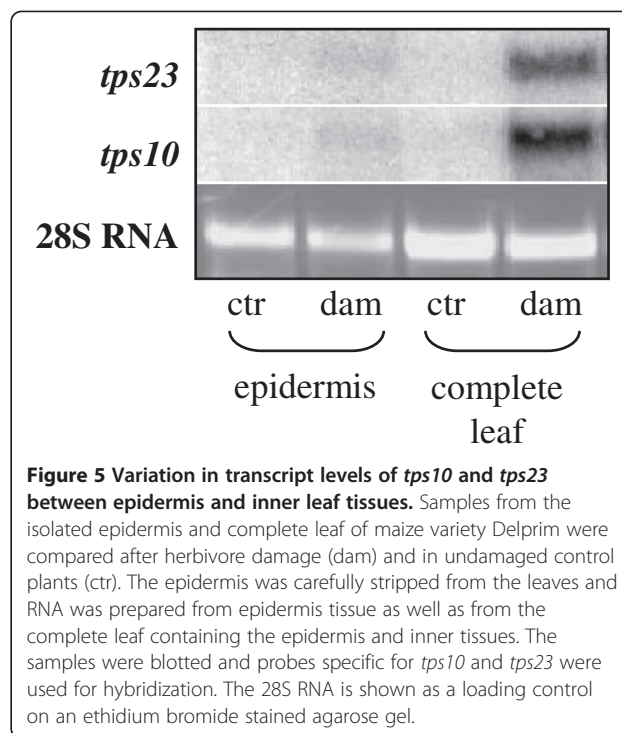 tps23
tps10
28S RNA
ctr dam ctr dam
epidermis complete
leaf
Figure 5 Variation in transcript levels of tps10 and tps23
between epidermis and inner leaf tissues. Samples from the
isolated epidermis and complete leaf of maize variety Delprim were
compared after herbivore damage (dam) and in undamaged control
plants (ctr). The epidermis was carefully stripped from the leaves and
RNA was prepared from epidermis tissue as well as from the
complete leaf containing the epidermis and inner tissues. The
samples were blotted and probes specific for tps10 and tps23 were
used for hybridization. The 28S RNA is shown as a loading control
on an ethidium bromide stained agarose gel.